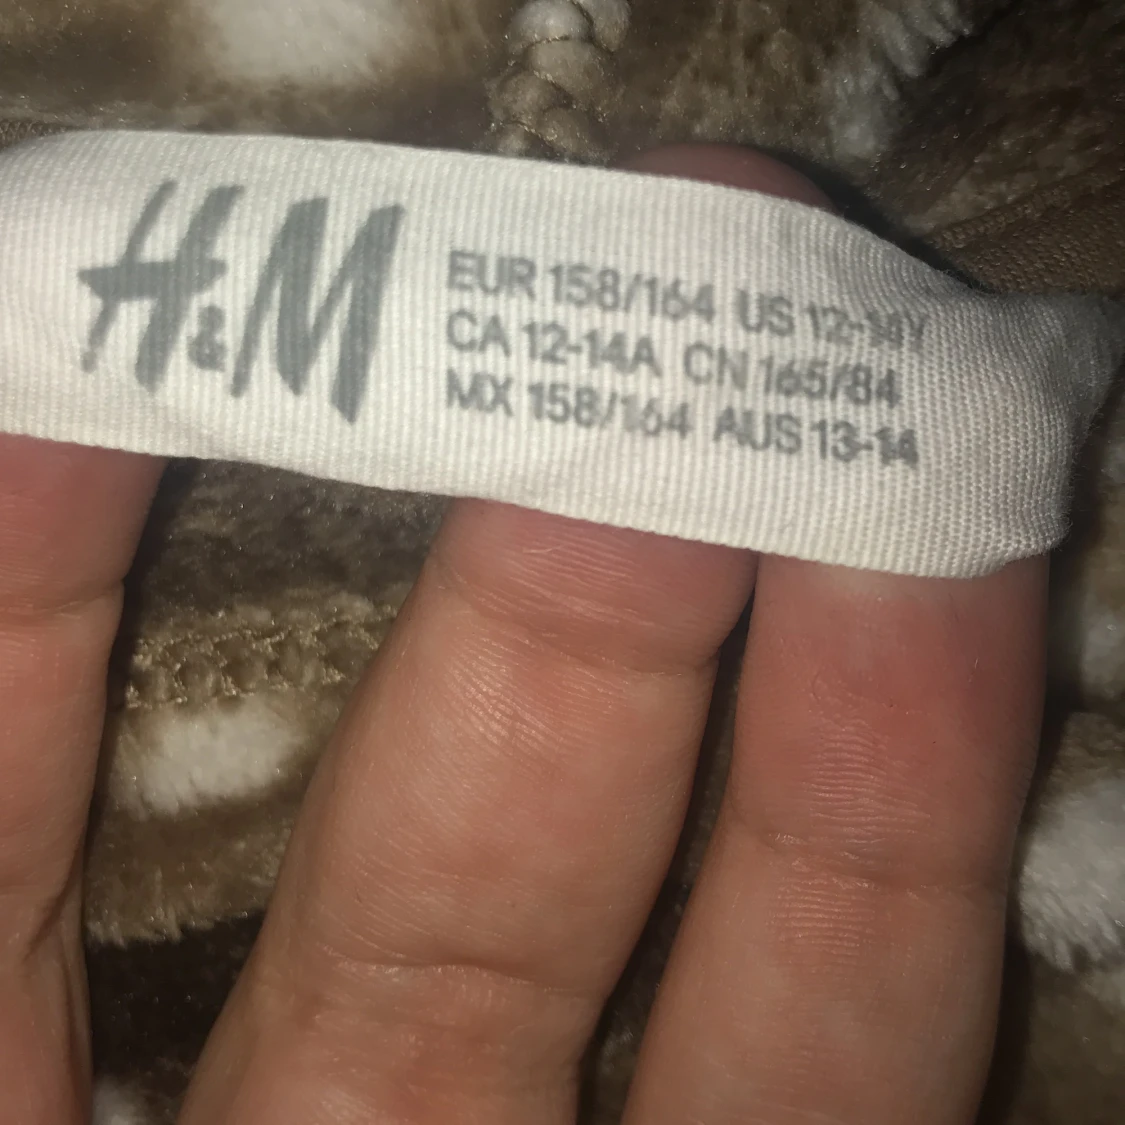 H&M
EUR 158/164 US 12-14Y
CA 12-14A CN 165/84
MX 158/164 AUS 13-14